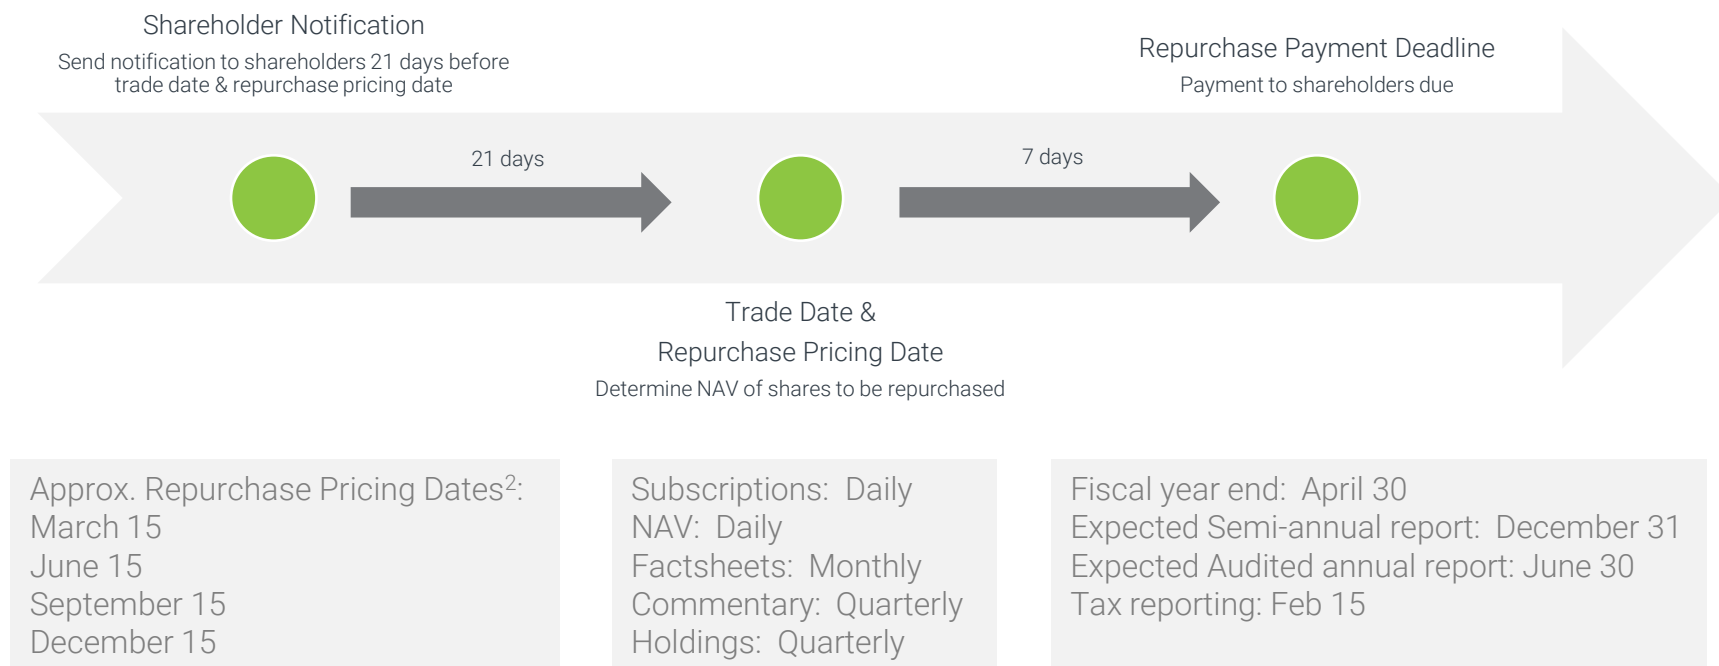 Shareholder Notification
Send notification to shareholders 21 days before
trade date & repurchase pricing date
Repurchase Payment Deadline
Payment to shareholders due
21 days
7 days
Trade Date &
Repurchase Pricing Date
Determine NAV of shares to be repurchased
Approx. Repurchase Pricing Dates²:
March 15
June 15
September 15
December 15
Subscriptions: Daily
NAV: Daily
Factsheets: Monthly
Commentary: Quarterly
Holdings: Quarterly
Fiscal year end: April 30
Expected Semi-annual report: December 31
Expected Audited annual report: June 30
Tax reporting: Feb 15